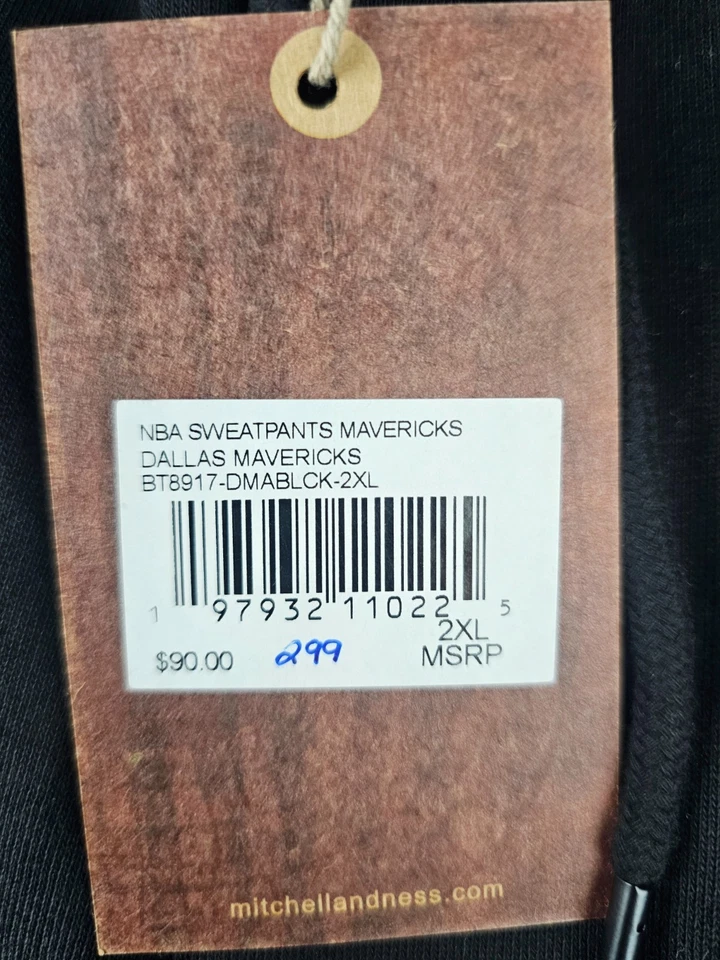 NBA SWEATPANTS MAVERICKS
DALLAS MAVERICKS
BT8917-DMABLCK-2XL
1 97932 11022 5
2XL
$90.00 299 MSRP
mitchellandness.com